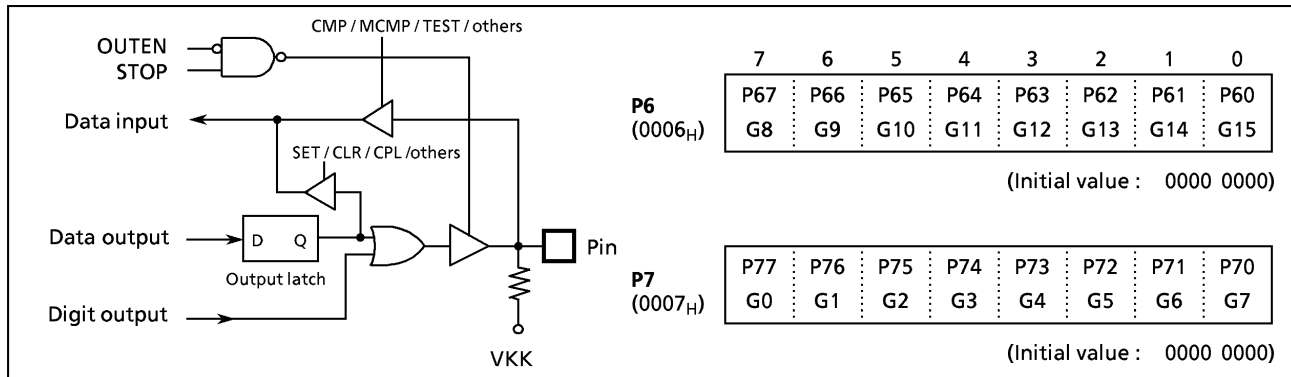 CMP / MCMP / TEST / others
OUTEN
STOP
Data input
SET / CLR / CPL /others
Data output
D Q
Output latch
Pin
Digit output
VKK
7 6 5 4 3 2 1 0
P6
(0006H)
P67 P66 P65 P64 P63 P62 P61 P60
G8 G9 G10 G11 G12 G13 G14 G15
(Initial value : 0000 0000)
P7
(0007H)
P77 P76 P75 P74 P73 P72 P71 P70
G0 G1 G2 G3 G4 G5 G6 G7
(Initial value : 0000 0000)